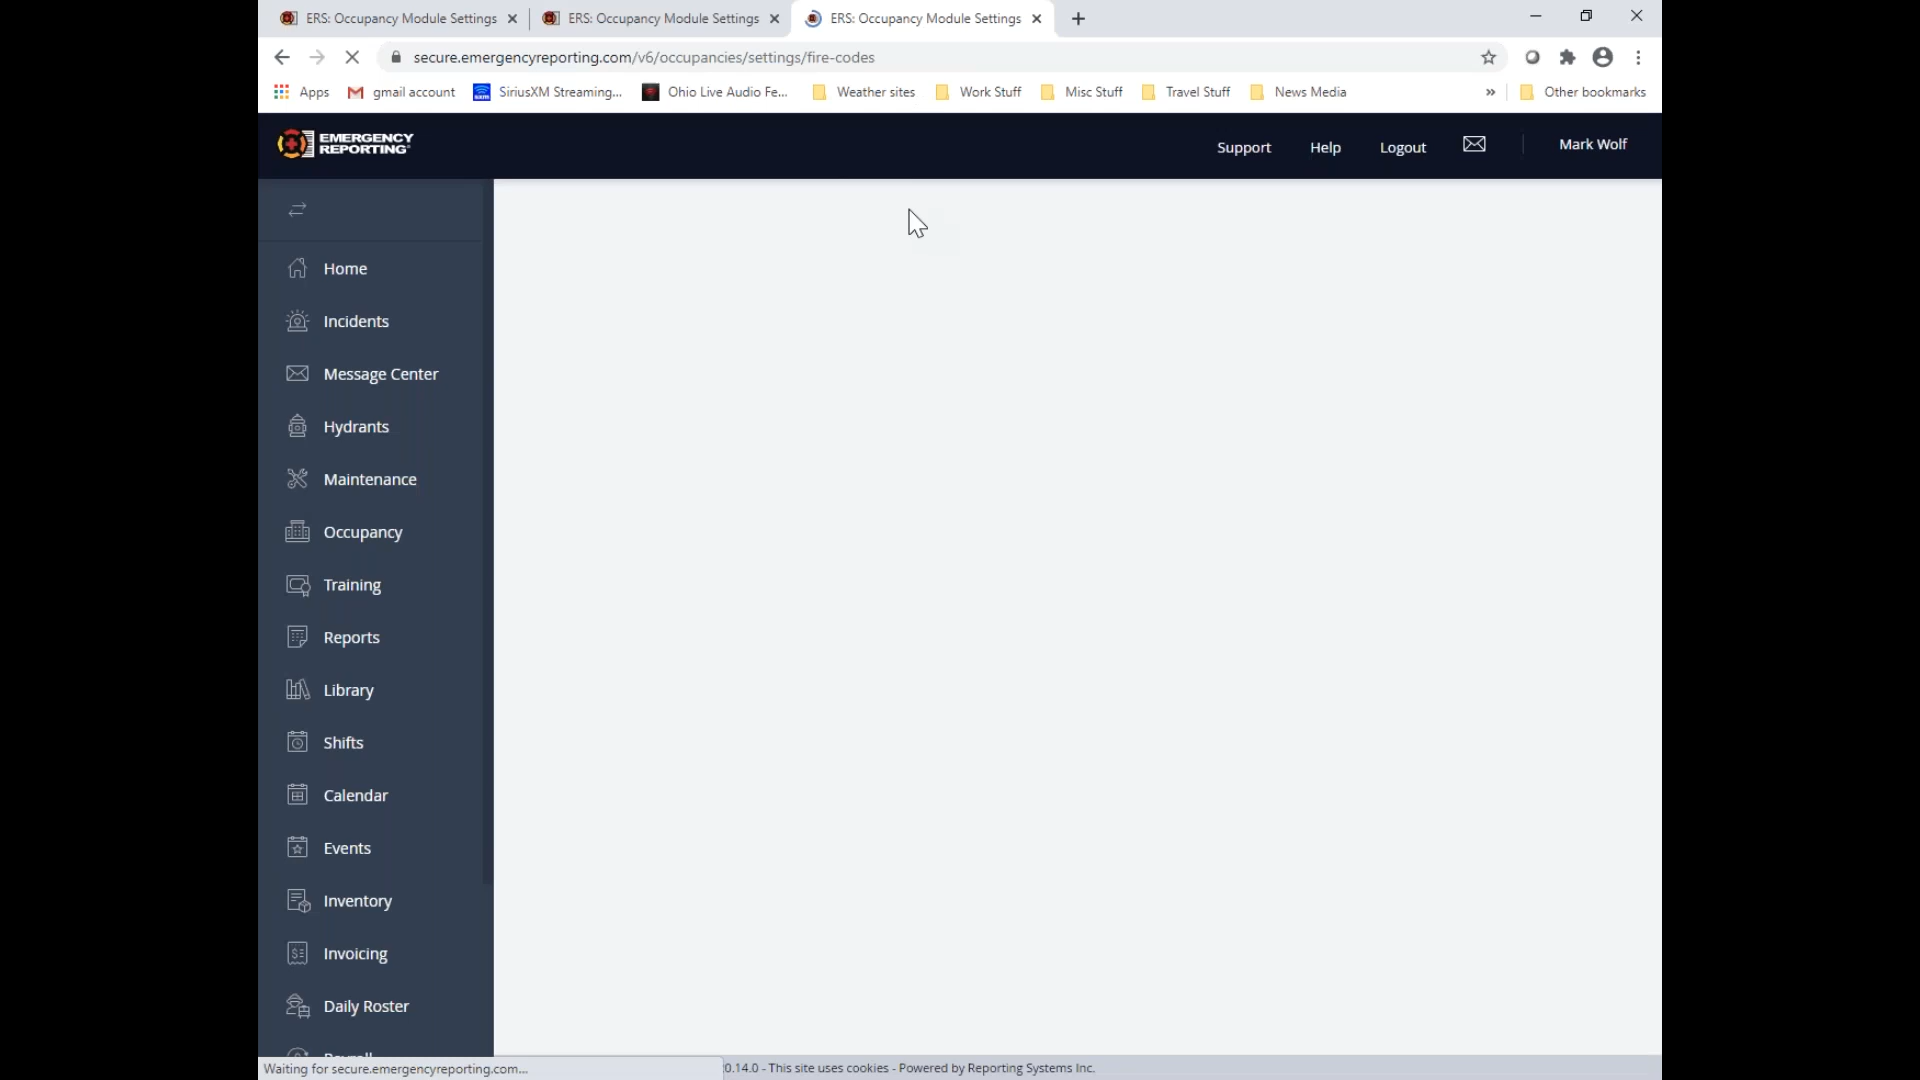 ERS: Occupancy Module Settings
ERS: Occupancy Module Settings
ERS: Occupancy Module Settings
secure.emergencyreporting.com/v6/occupancies/settings/fire-codes
Apps
gmail account
SiriusXM Streaming...
Ohio Live Audio Fe...
Weather sites
Work Stuff
Misc Stuff
Travel Stuff
News Media
»
Other bookmarks
EMERGENCY
REPORTING
Support
Help
Logout
Mark Wolf
Home
Incidents
Message Center
Hydrants
Maintenance
Occupancy
Training
Reports
Library
Shifts
Calendar
Events
Inventory
Invoicing
Daily Roster
Payroll
Waiting for secure.emergencyreporting.com...
0.14.0 - This site uses cookies - Powered by Reporting Systems Inc.